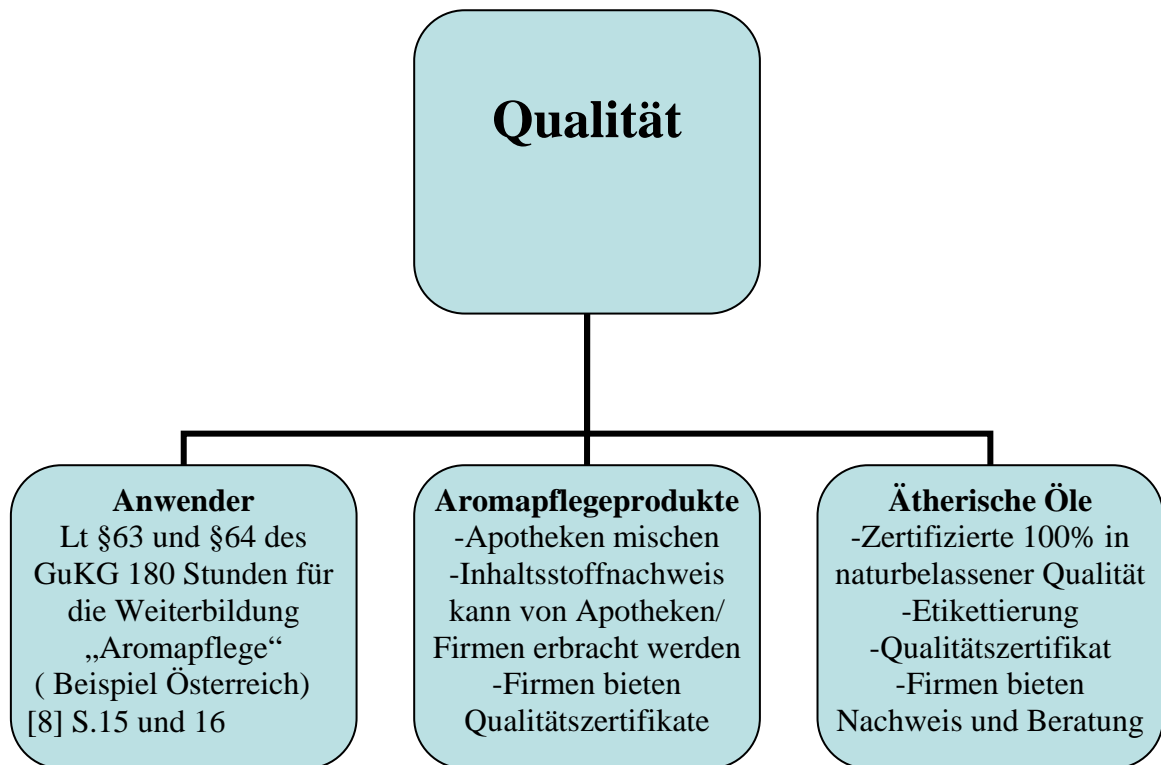 Qualität
Anwender
Lt §63 und §64 des
GuKG 180 Stunden für
die Weiterbildung
„Aromapflege“
( Beispiel Österreich)
[8] S.15 und 16
Aromapflegeprodukte
-Apotheken mischen
-Inhaltsstoffnachweis
kann von Apotheken/
Firmen erbracht werden
-Firmen bieten
Qualitätszertifikate
Ätherische Öle
-Zertifizierte 100% in
naturbelassener Qualität
-Etikettierung
-Qualitätszertifikat
-Firmen bieten
Nachweis und Beratung